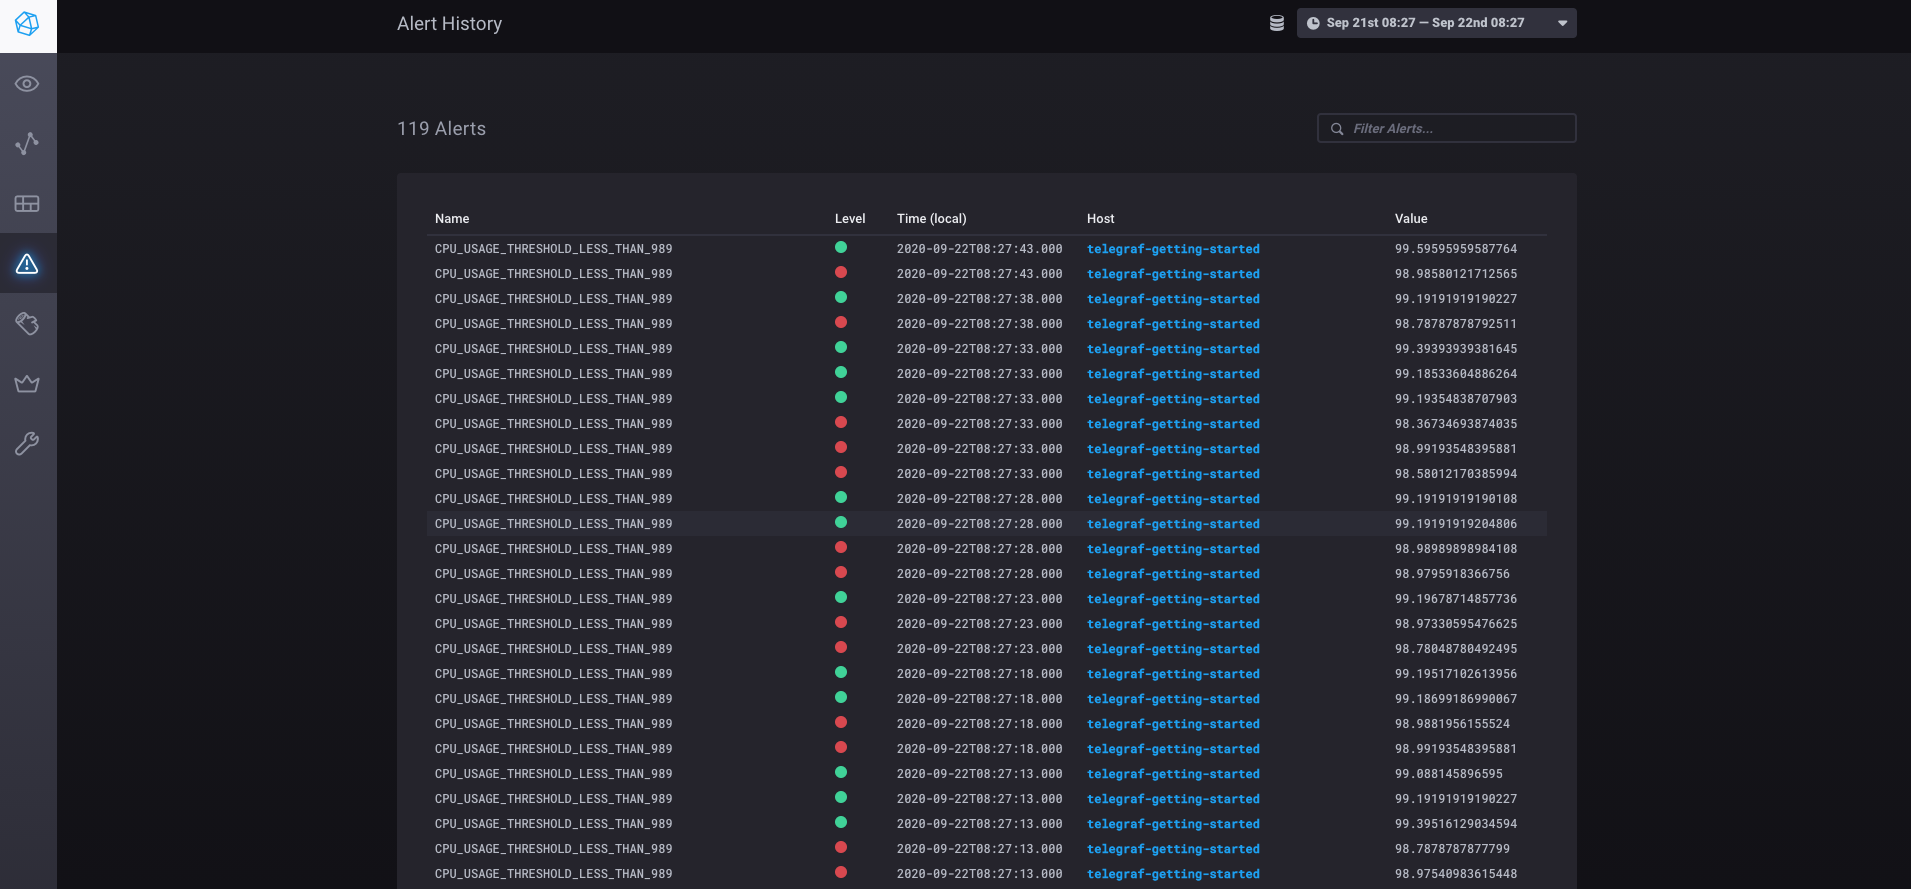 Alert History
Sep 21st 08:27 — Sep 22nd 08:27
119 Alerts
Filter Alerts...
Name Level Time (local) Host Value
CPU_USAGE_THRESHOLD_LESS_THAN_989 2020-09-22T08:27:43.000 telegraf-getting-started 99.59595959587764
CPU_USAGE_THRESHOLD_LESS_THAN_989 2020-09-22T08:27:43.000 telegraf-getting-started 98.98580121712565
CPU_USAGE_THRESHOLD_LESS_THAN_989 2020-09-22T08:27:38.000 telegraf-getting-started 99.19191919190227
CPU_USAGE_THRESHOLD_LESS_THAN_989 2020-09-22T08:27:38.000 telegraf-getting-started 98.78787878792511
CPU_USAGE_THRESHOLD_LESS_THAN_989 2020-09-22T08:27:33.000 telegraf-getting-started 99.39393939381645
CPU_USAGE_THRESHOLD_LESS_THAN_989 2020-09-22T08:27:33.000 telegraf-getting-started 99.18533604886264
CPU_USAGE_THRESHOLD_LESS_THAN_989 2020-09-22T08:27:33.000 telegraf-getting-started 99.19354838707903
CPU_USAGE_THRESHOLD_LESS_THAN_989 2020-09-22T08:27:33.000 telegraf-getting-started 98.36734693874035
CPU_USAGE_THRESHOLD_LESS_THAN_989 2020-09-22T08:27:33.000 telegraf-getting-started 98.99193548395881
CPU_USAGE_THRESHOLD_LESS_THAN_989 2020-09-22T08:27:33.000 telegraf-getting-started 98.58012170385994
CPU_USAGE_THRESHOLD_LESS_THAN_989 2020-09-22T08:27:28.000 telegraf-getting-started 99.19191919190108
CPU_USAGE_THRESHOLD_LESS_THAN_989 2020-09-22T08:27:28.000 telegraf-getting-started 99.19191919204806
CPU_USAGE_THRESHOLD_LESS_THAN_989 2020-09-22T08:27:28.000 telegraf-getting-started 98.98989898984108
CPU_USAGE_THRESHOLD_LESS_THAN_989 2020-09-22T08:27:28.000 telegraf-getting-started 98.9795918366756
CPU_USAGE_THRESHOLD_LESS_THAN_989 2020-09-22T08:27:23.000 telegraf-getting-started 99.19678714857736
CPU_USAGE_THRESHOLD_LESS_THAN_989 2020-09-22T08:27:23.000 telegraf-getting-started 98.97330595476625
CPU_USAGE_THRESHOLD_LESS_THAN_989 2020-09-22T08:27:23.000 telegraf-getting-started 98.78048780492495
CPU_USAGE_THRESHOLD_LESS_THAN_989 2020-09-22T08:27:18.000 telegraf-getting-started 99.19517102613956
CPU_USAGE_THRESHOLD_LESS_THAN_989 2020-09-22T08:27:18.000 telegraf-getting-started 99.18699186990067
CPU_USAGE_THRESHOLD_LESS_THAN_989 2020-09-22T08:27:18.000 telegraf-getting-started 98.9881956155524
CPU_USAGE_THRESHOLD_LESS_THAN_989 2020-09-22T08:27:18.000 telegraf-getting-started 98.99193548395881
CPU_USAGE_THRESHOLD_LESS_THAN_989 2020-09-22T08:27:13.000 telegraf-getting-started 99.088145896595
CPU_USAGE_THRESHOLD_LESS_THAN_989 2020-09-22T08:27:13.000 telegraf-getting-started 99.19191919190227
CPU_USAGE_THRESHOLD_LESS_THAN_989 2020-09-22T08:27:13.000 telegraf-getting-started 99.39516129034594
CPU_USAGE_THRESHOLD_LESS_THAN_989 2020-09-22T08:27:13.000 telegraf-getting-started 98.7878787877799
CPU_USAGE_THRESHOLD_LESS_THAN_989 2020-09-22T08:27:13.000 telegraf-getting-started 98.97540983615448